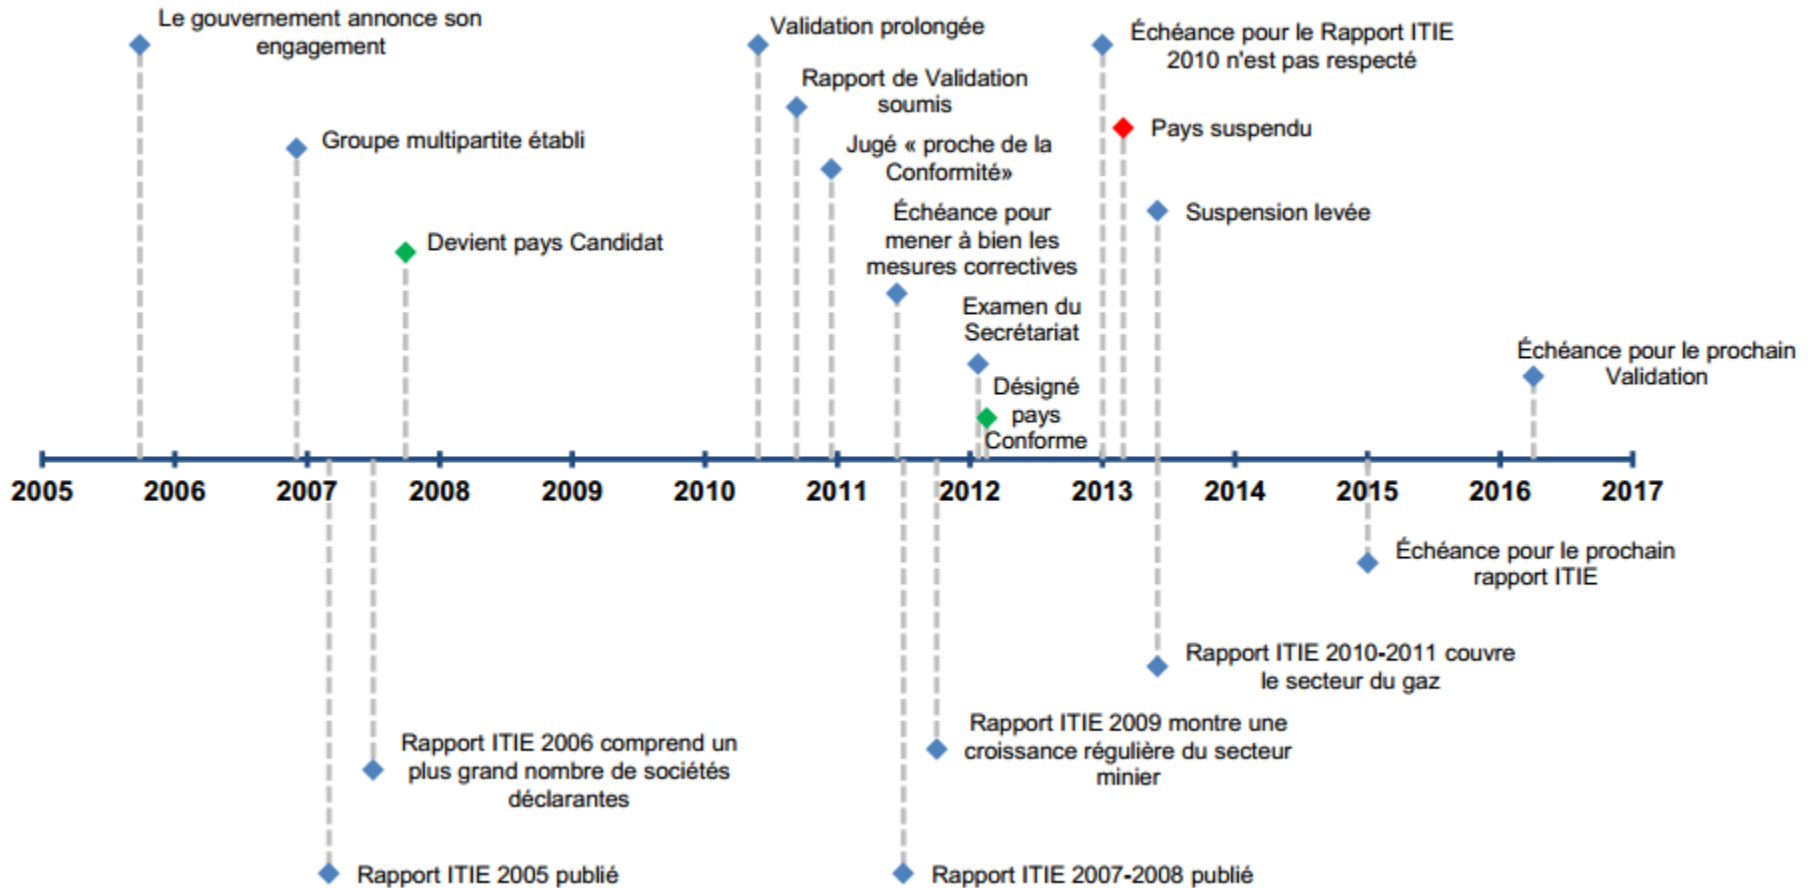 Le gouvernement annonce son
engagement
Groupe multipartite établi
Devient pays Candidat
Validation prolongée
Rapport de Validation
soumis
Jugé « proche de la
Conformité»
Échéance pour
mener à bien les
mesures correctives
Examen du
Secrétariat
Désigné
pays
Conforme
Échéance pour le Rapport ITIE
2010 n'est pas respecté
Pays suspendu
Suspension levée
Échéance pour le prochain
Validation
2005 2006 2007 2008 2009 2010 2011 2012 2013 2014 2015 2016 2017
Échéance pour le prochain
rapport ITIE
Rapport ITIE 2010-2011 couvre
le secteur du gaz
Rapport ITIE 2009 montre une
croissance régulière du secteur
minier
Rapport ITIE 2006 comprend un
plus grand nombre de sociétés
déclarantes
Rapport ITIE 2005 publié
Rapport ITIE 2007-2008 publié